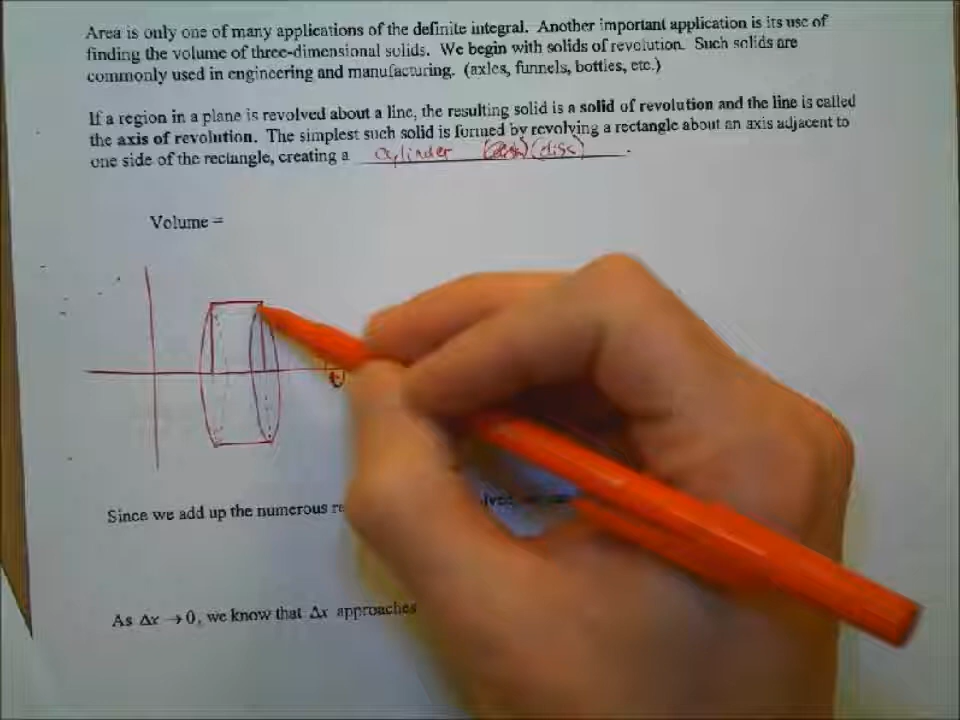 Area is only one of many applications of the definite integral. Another important application is its use of
finding the volume of three-dimensional solids. We begin with solids of revolution. Such solids are
commonly used in engineering and manufacturing. (axles, funnels, bottles, etc.)
If a region in a plane is revolved about a line, the resulting solid is a solid of revolution and the line is called
the axis of revolution. The simplest such solid is formed by revolving a rectangle about an axis adjacent to
one side of the rectangle, creating a cylinder (disc).
Volume =
Since we add up the numerous
As Δx → 0, we know that Δx approaches